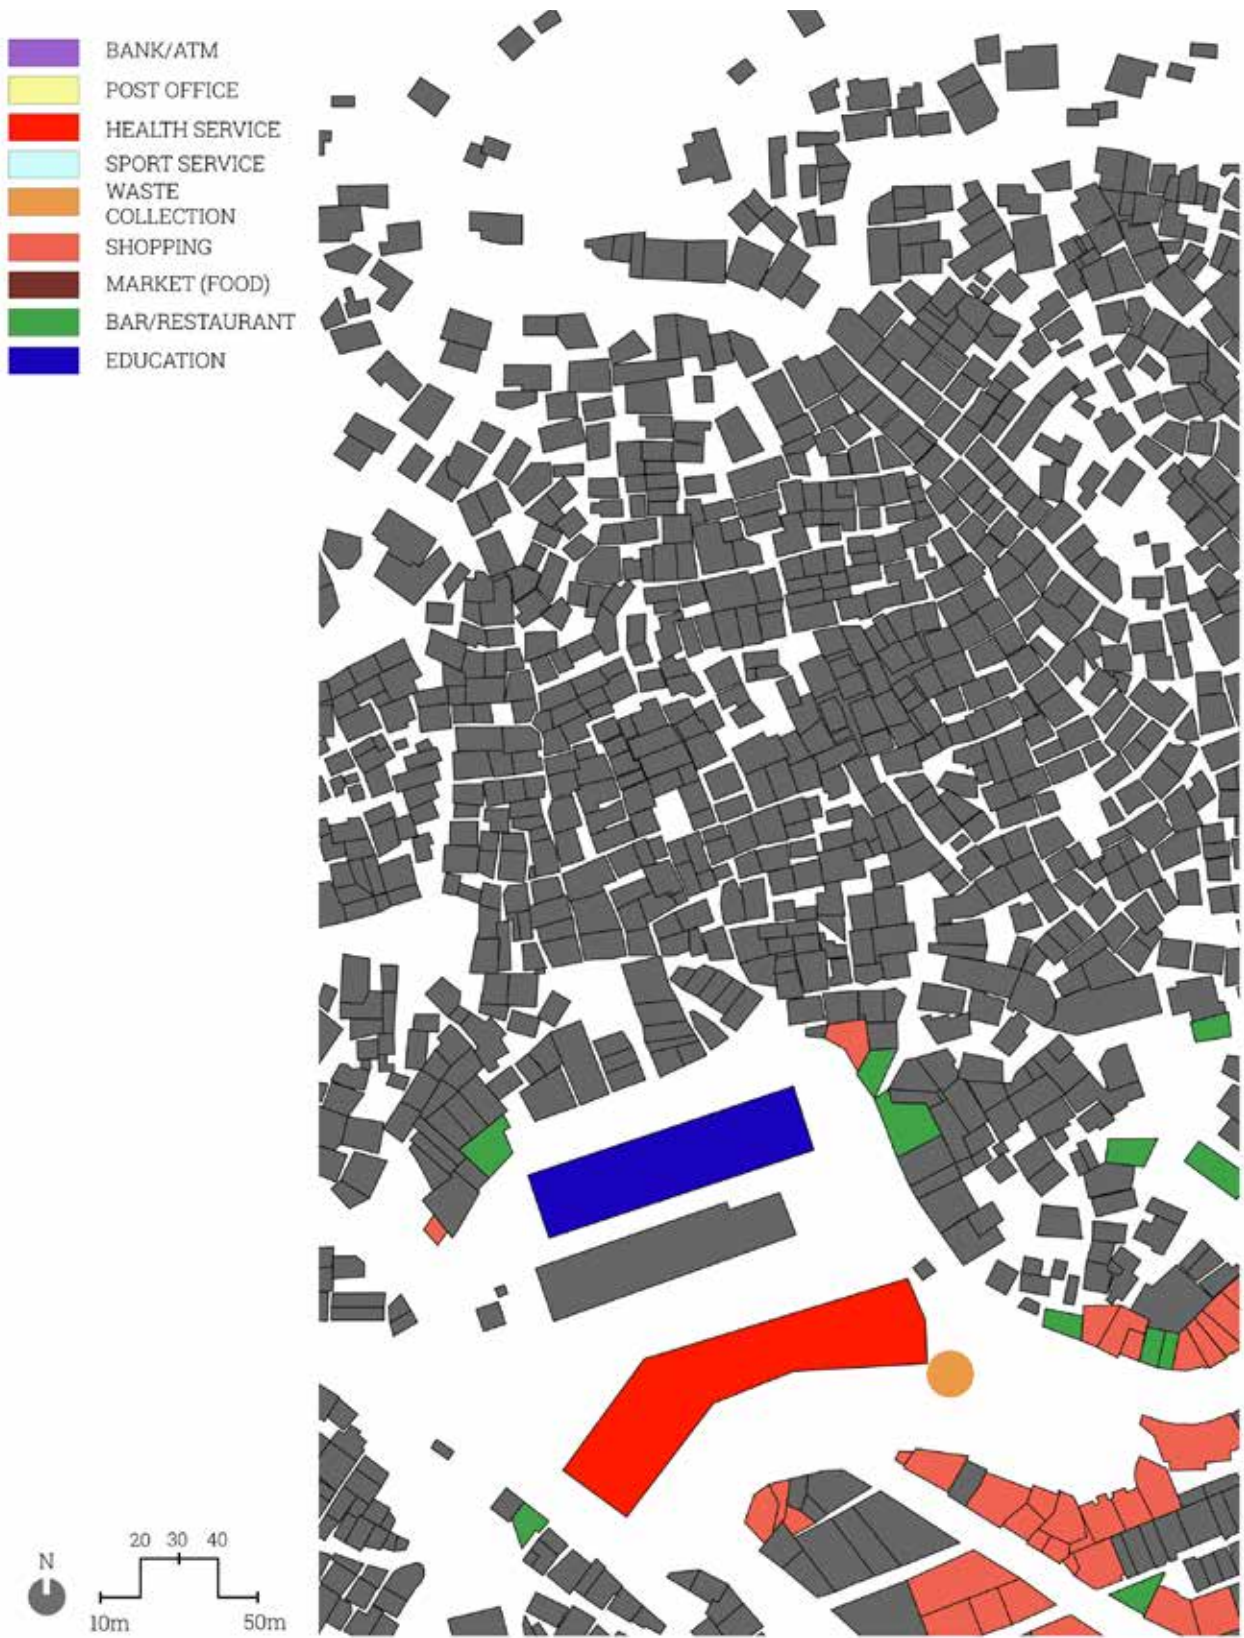 BANK/ATM
POST OFFICE
HEALTH SERVICE
SPORT SERVICE
WASTE
COLLECTION
SHOPPING
MARKET (FOOD)
BAR/RESTAURANT
EDUCATION
N
20 30 40
10m 50m